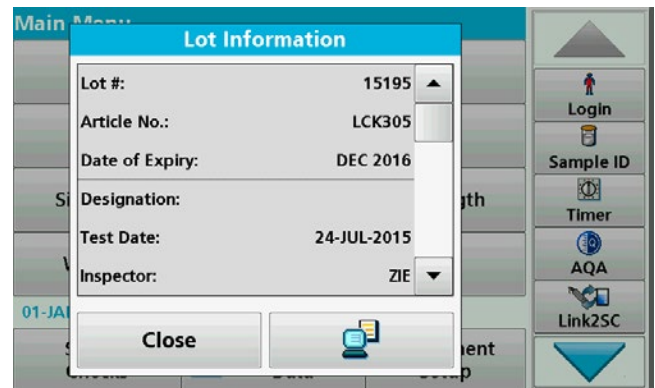 Main Menu
Lot Information
Lot #: 15195
Article No.: LCK305
Date of Expiry: DEC 2016
Designation:
Test Date: 24-JUL-2015
Inspector: ZIE
Close
Login
Sample ID
Timer
AQA
Link2SC